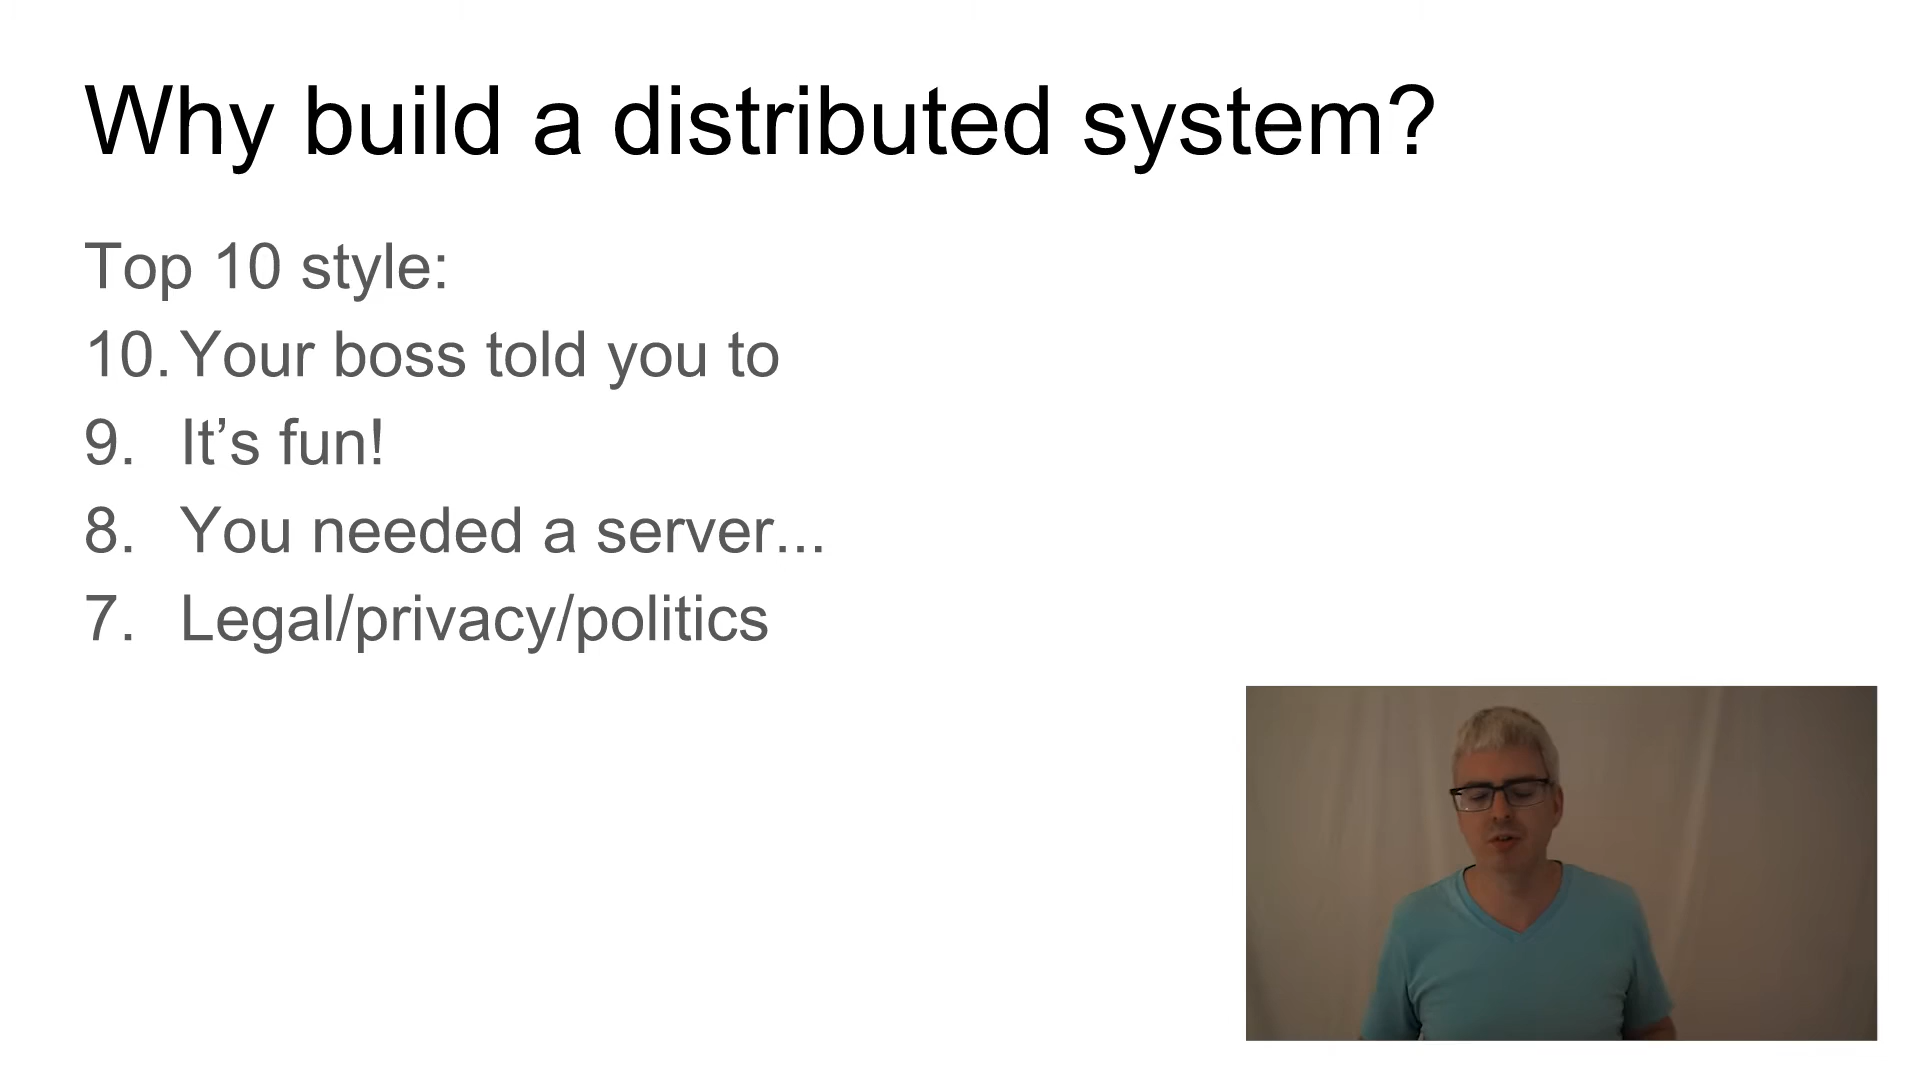 Why build a distributed system?
Top 10 style:
10. Your boss told you to
9. It’s fun!
8. You needed a server...
7. Legal/privacy/politics